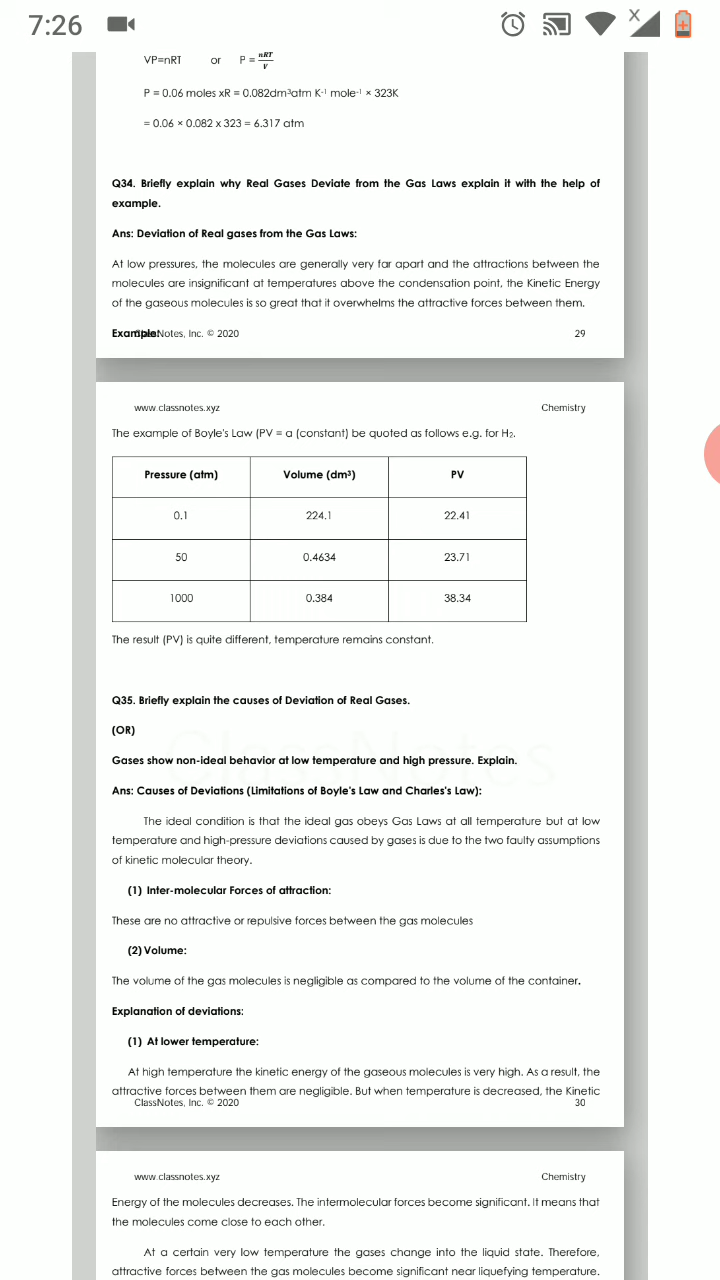 7:26
X
VP=nRT or P = nRT/V
P = 0.06 moles xR = 0.082dm³atm K⁻¹ mole⁻¹ × 323K
= 0.06 × 0.082 x 323 = 6.317 atm
Q34. Briefly explain why Real Gases Deviate from the Gas Laws explain it with the help of
example.
Ans: Deviation of Real gases from the Gas Laws:
At low pressures, the molecules are generally very far apart and the attractions between the
molecules are insignificant at temperatures above the condensation point, the Kinetic Energy
of the gaseous molecules is so great that it overwhelms the attractive forces between them.
Example:
ClassNotes, Inc. © 2020 29
www.classnotes.xyz Chemistry
The example of Boyle's Law (PV = a (constant) be quoted as follows e.g. for H₂.
Pressure (atm) Volume (dm³) PV
0.1 224.1 22.41
50 0.4634 23.71
1000 0.384 38.34
The result (PV) is quite different, temperature remains constant.
Q35. Briefly explain the causes of Deviation of Real Gases.
(OR)
ClassNotes
Gases show non-ideal behavior at low temperature and high pressure. Explain.
Ans: Causes of Deviations (Limitations of Boyle's Law and Charles's Law):
The ideal condition is that the ideal gas obeys Gas Laws at all temperature but at low
temperature and high-pressure deviations caused by gases is due to the two faulty assumptions
of kinetic molecular theory.
(1) Inter-molecular Forces of attraction:
These are no attractive or repulsive forces between the gas molecules
(2) Volume:
The volume of the gas molecules is negligible as compared to the volume of the container.
Explanation of deviations:
(1) At lower temperature:
At high temperature the kinetic energy of the gaseous molecules is very high. As a result, the
attractive forces between them are negligible. But when temperature is decreased, the Kinetic
ClassNotes, Inc. © 2020 30
www.classnotes.xyz Chemistry
Energy of the molecules decreases. The intermolecular forces become significant. It means that
the molecules come close to each other.
At a certain very low temperature the gases change into the liquid state. Therefore,
attractive forces between the gas molecules become significant near liquefying temperature.